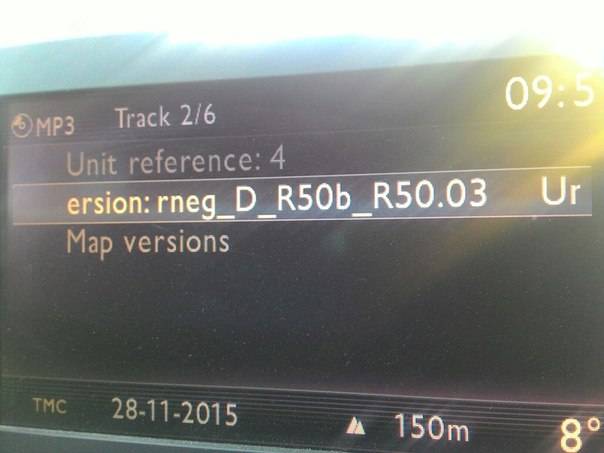 09:5
MP3 Track 2/6
Unit reference: 4
ersion: rneg_D_R50b_R50.03 Ur
Map versions
TMC 28-11-2015 150m 8°